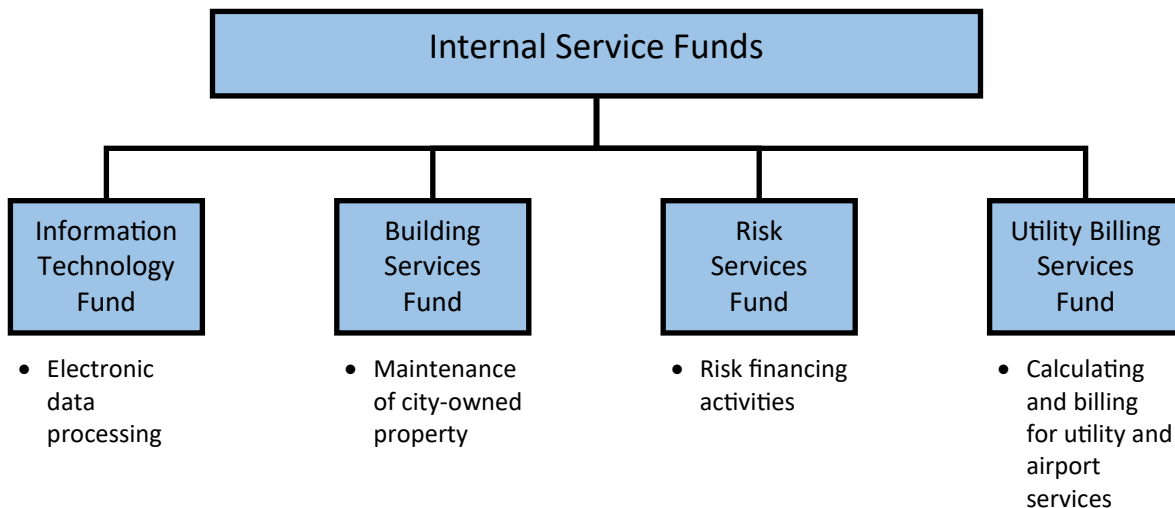 Internal Service Funds
Information
Technology
Fund
Building
Services
Fund
Risk
Services
Fund
Utility Billing
Services
Fund
• Electronic
data
processing
• Maintenance
of city-owned
property
• Risk financing
activities
• Calculating
and billing
for utility and
airport
services